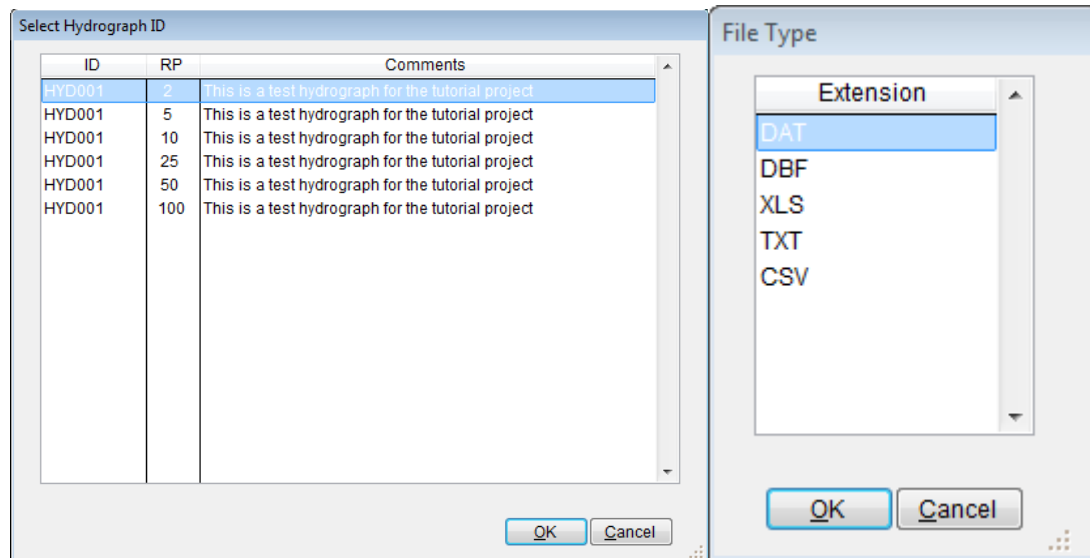 Select Hydrograph ID
ID RP Comments
HYD001 2 This is a test hydrograph for the tutorial project
HYD001 5 This is a test hydrograph for the tutorial project
HYD001 10 This is a test hydrograph for the tutorial project
HYD001 25 This is a test hydrograph for the tutorial project
HYD001 50 This is a test hydrograph for the tutorial project
HYD001 100 This is a test hydrograph for the tutorial project
OK Cancel
File Type
Extension
DAT
DBF
XLS
TXT
CSV
OK Cancel